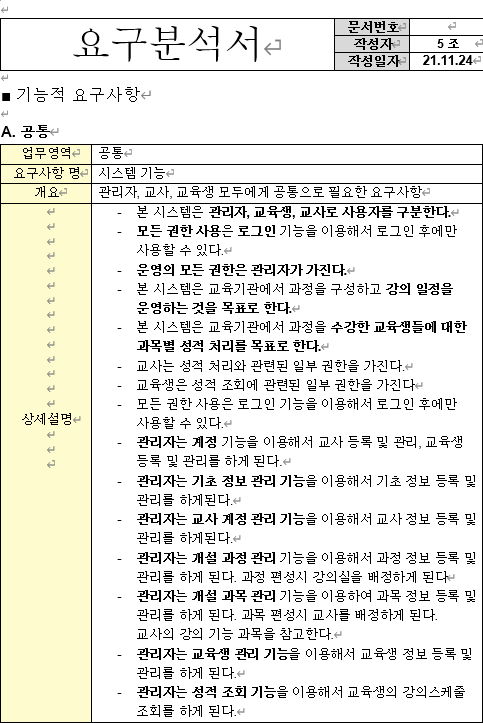 요구분석서
문서번호
작성자 5 조
작성일자 21.11.24
■ 기능적 요구사항
A. 공통
업무영역 공통
요구사항 명 시스템 기능
개요 관리자, 교사, 교육생 모두에게 공통으로 필요한 요구사항
상세설명
- 본 시스템은 관리자, 교육생, 교사로 사용자를 구분한다.
- 모든 권한 사용은 로그인 기능을 이용해서 로그인 후에만
사용할 수 있다.
- 운영의 모든 권한은 관리자가 가진다.
- 본 시스템은 교육기관에서 과정을 구성하고 강의 일정을
운영하는 것을 목표로 한다.
- 본 시스템은 교육기관에서 과정을 수강한 교육생들에 대한
과목별 성적 처리를 목표로 한다.
- 교사는 성적 처리와 관련된 일부 권한을 가진다.
- 교육생은 성적 조회에 관련된 일부 권한을 가진다
- 모든 권한 사용은 로그인 기능을 이용해서 로그인 후에만
사용할 수 있다.
- 관리자는 계정 기능을 이용해서 교사 등록 및 관리, 교육생
등록 및 관리를 하게 된다.
- 관리자는 기초 정보 관리 기능을 이용해서 기초 정보 등록 및
관리를 하게된다.
- 관리자는 교사 계정 관리 기능을 이용해서 교사 정보 등록 및
관리를 하게된다.
- 관리자는 개설 과정 관리 기능을 이용해서 과정 정보 등록 및
관리를 하게 된다. 과정 편성시 강의실을 배정하게 된다
- 관리자는 개설 과목 관리 기능을 이용하여 과목 정보 등록 및
관리를 하게 된다. 과목 편성시 교사를 배정하게 된다.
교사의 강의 기능 과목을 참고한다.
- 관리자는 교육생 관리 기능을 이용해서 교육생 정보 등록 및
관리를 하게 된다.
- 관리자는 성적 조회 기능을 이용해서 교육생의 강의스케줄
조회를 하게 된다.